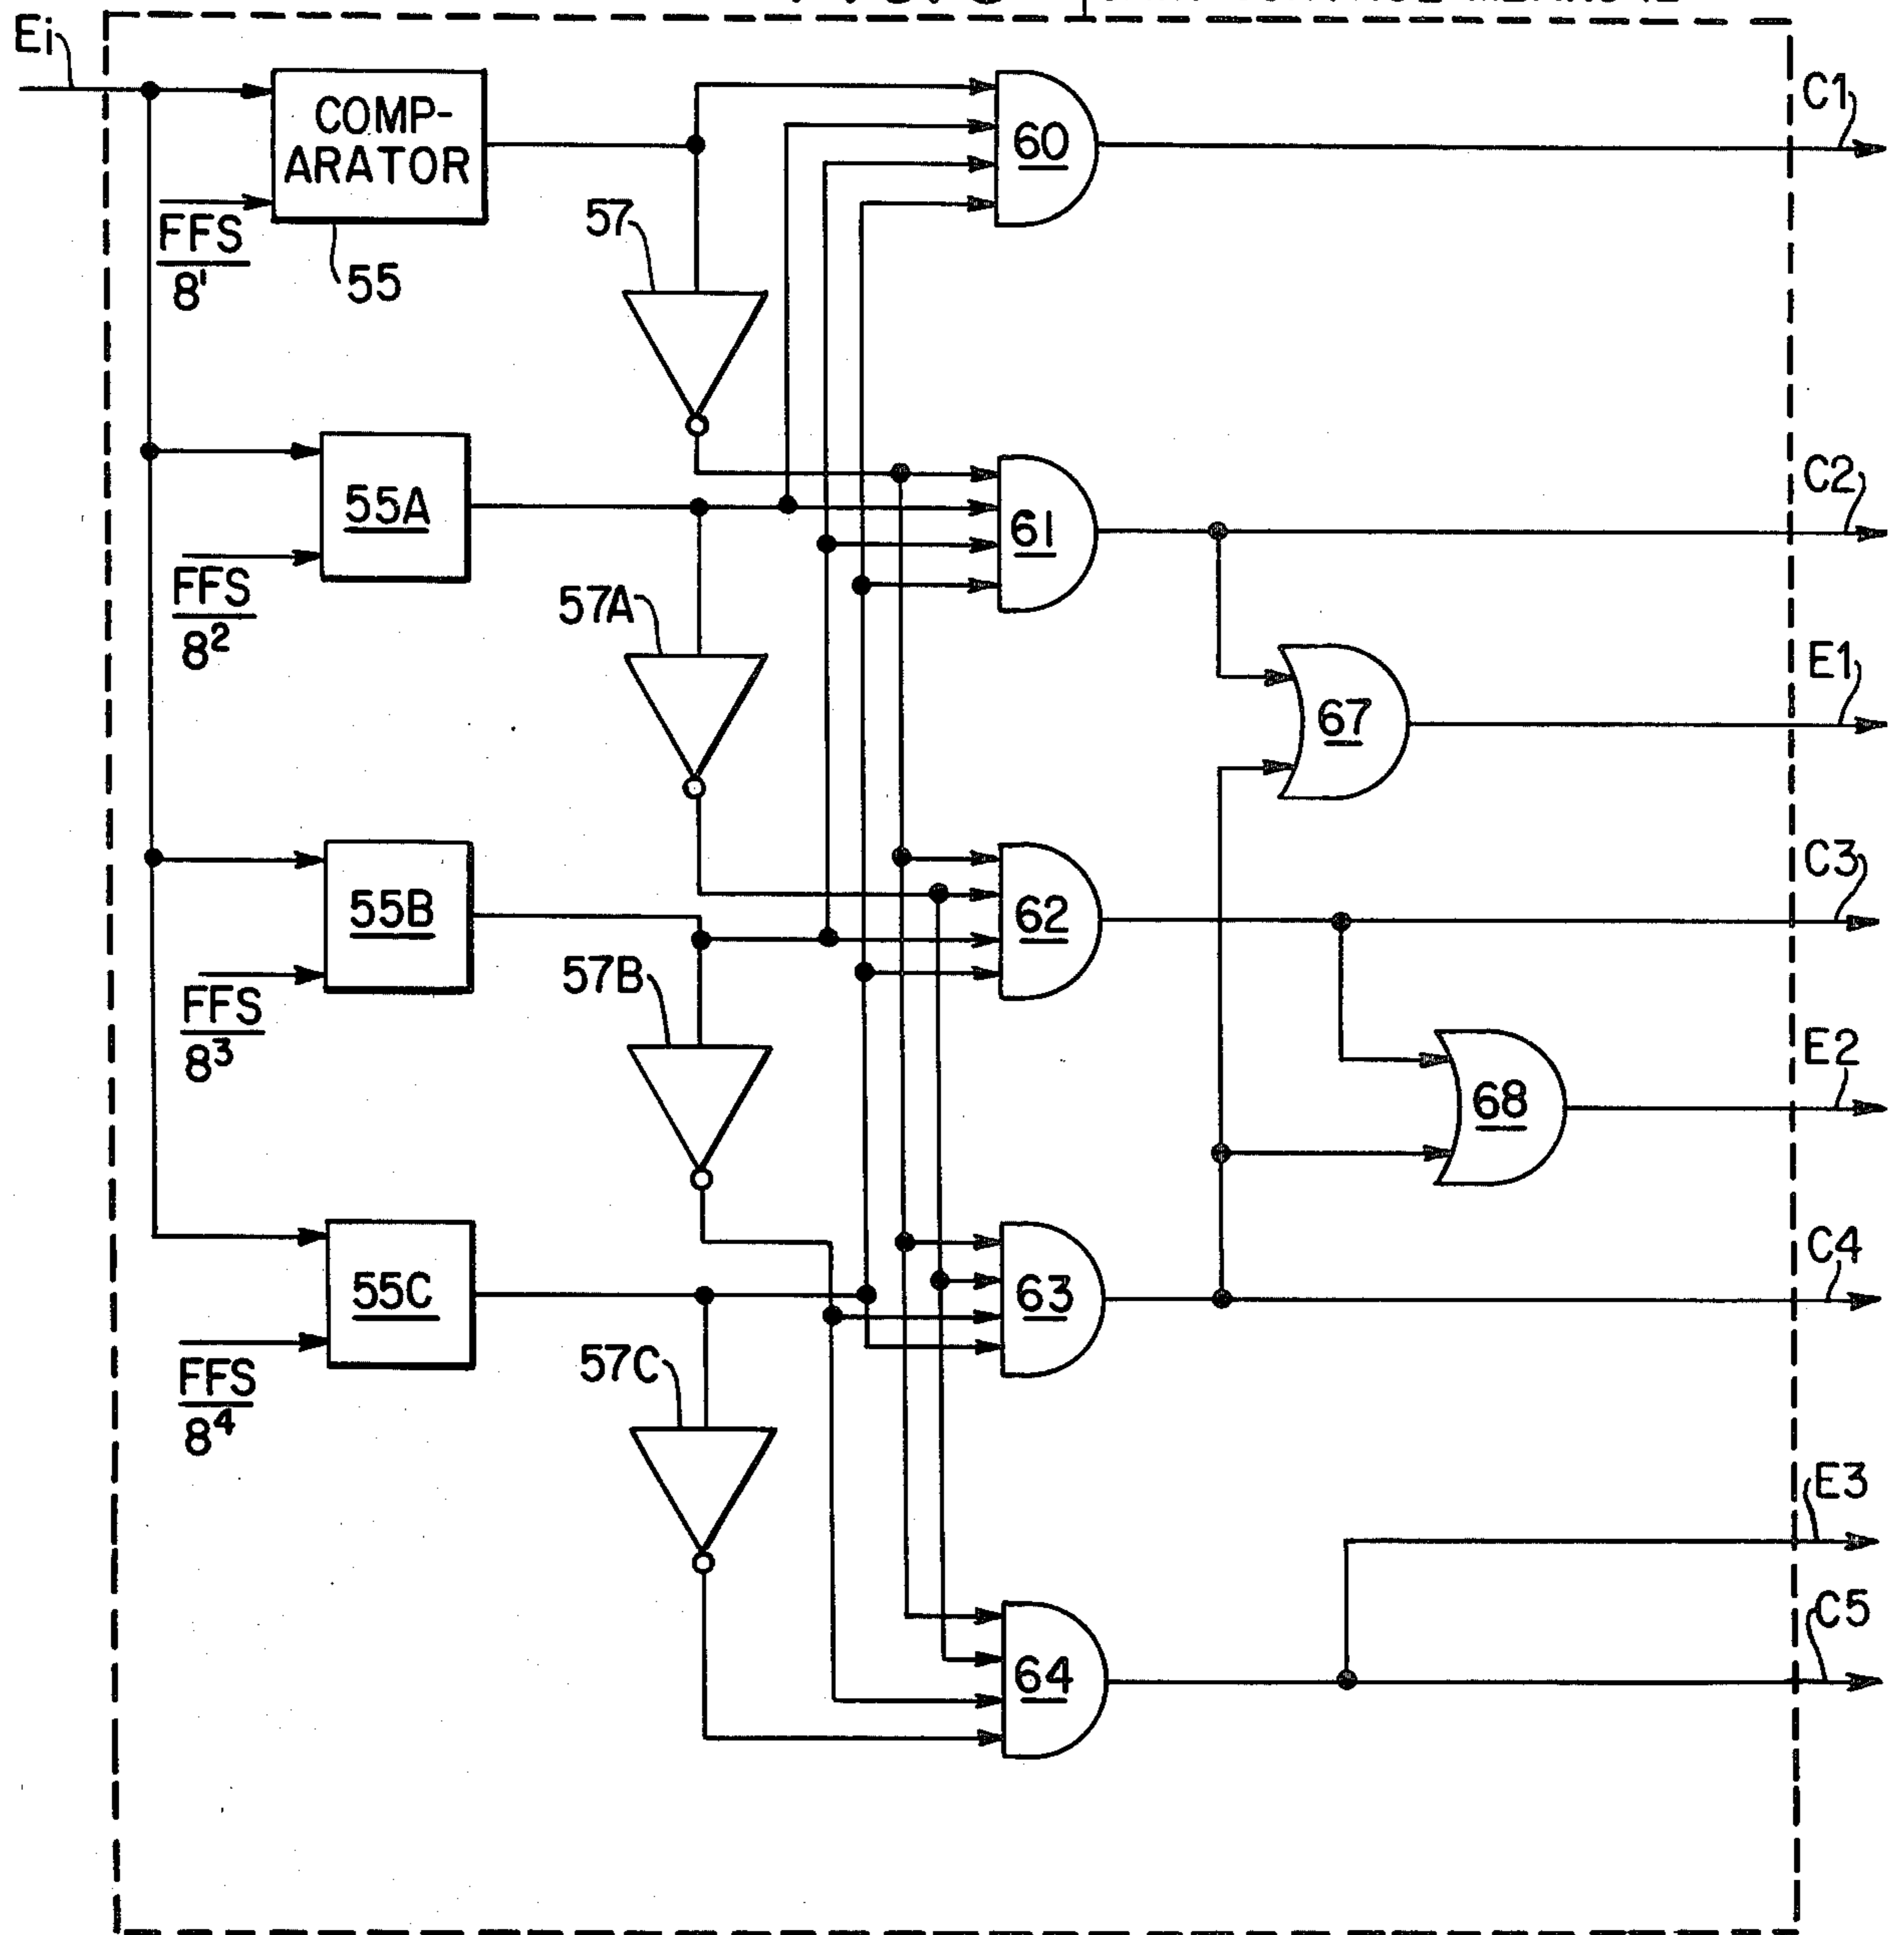 Ei
COMP-
ARATOR
FFS
8¹
55
57
60
C1
55A
FFS
8²
57A
61
C2
67
E1
55B
FFS
8³
57B
62
C3
68
E2
55C
FFS
8⁴
57C
63
C4
E3
64
C5